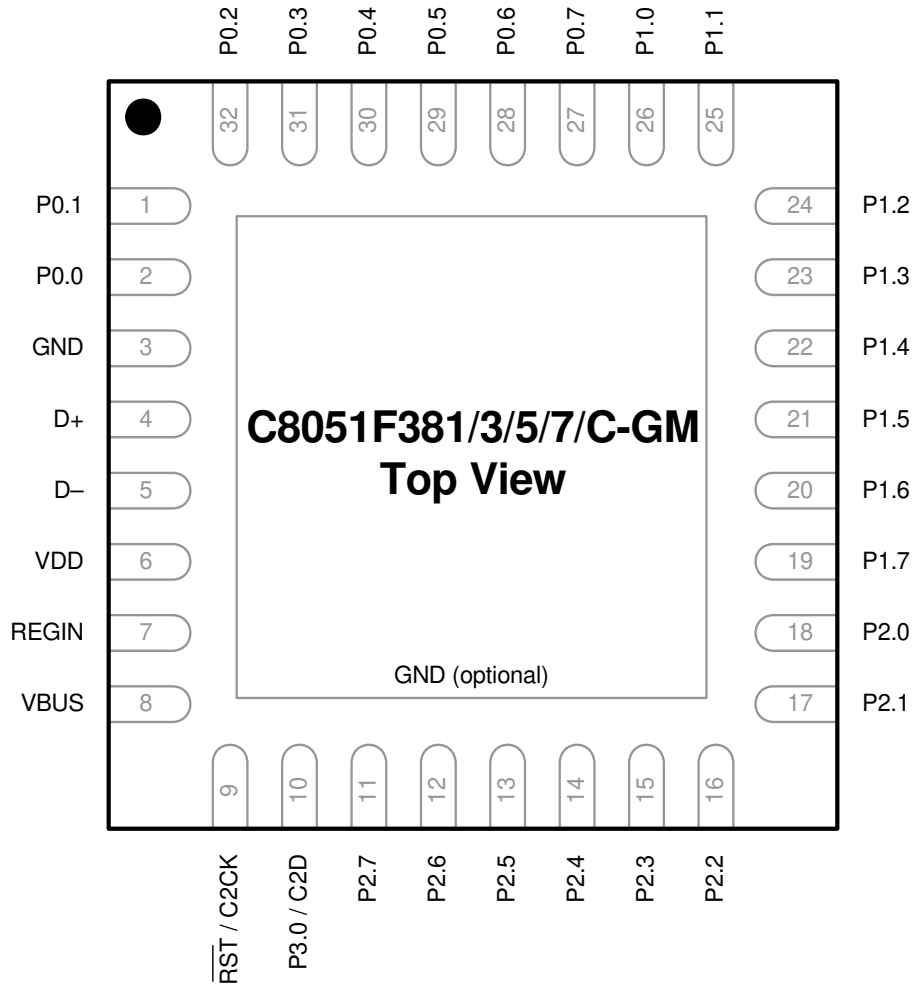 P0.2
P0.3
P0.4
P0.5
P0.6
P0.7
P1.0
P1.1
32
31
30
29
28
27
26
25
P0.1 1
24 P1.2
P0.0 2
23 P1.3
GND 3
22 P1.4
D+ 4
21 P1.5
D– 5
20 P1.6
VDD 6
19 P1.7
REGIN 7
18 P2.0
VBUS 8
17 P2.1
C8051F381/3/5/7/C-GM
Top View
GND (optional)
9
10
11
12
13
14
15
16
RST / C2CK
P3.0 / C2D
P2.7
P2.6
P2.5
P2.4
P2.3
P2.2